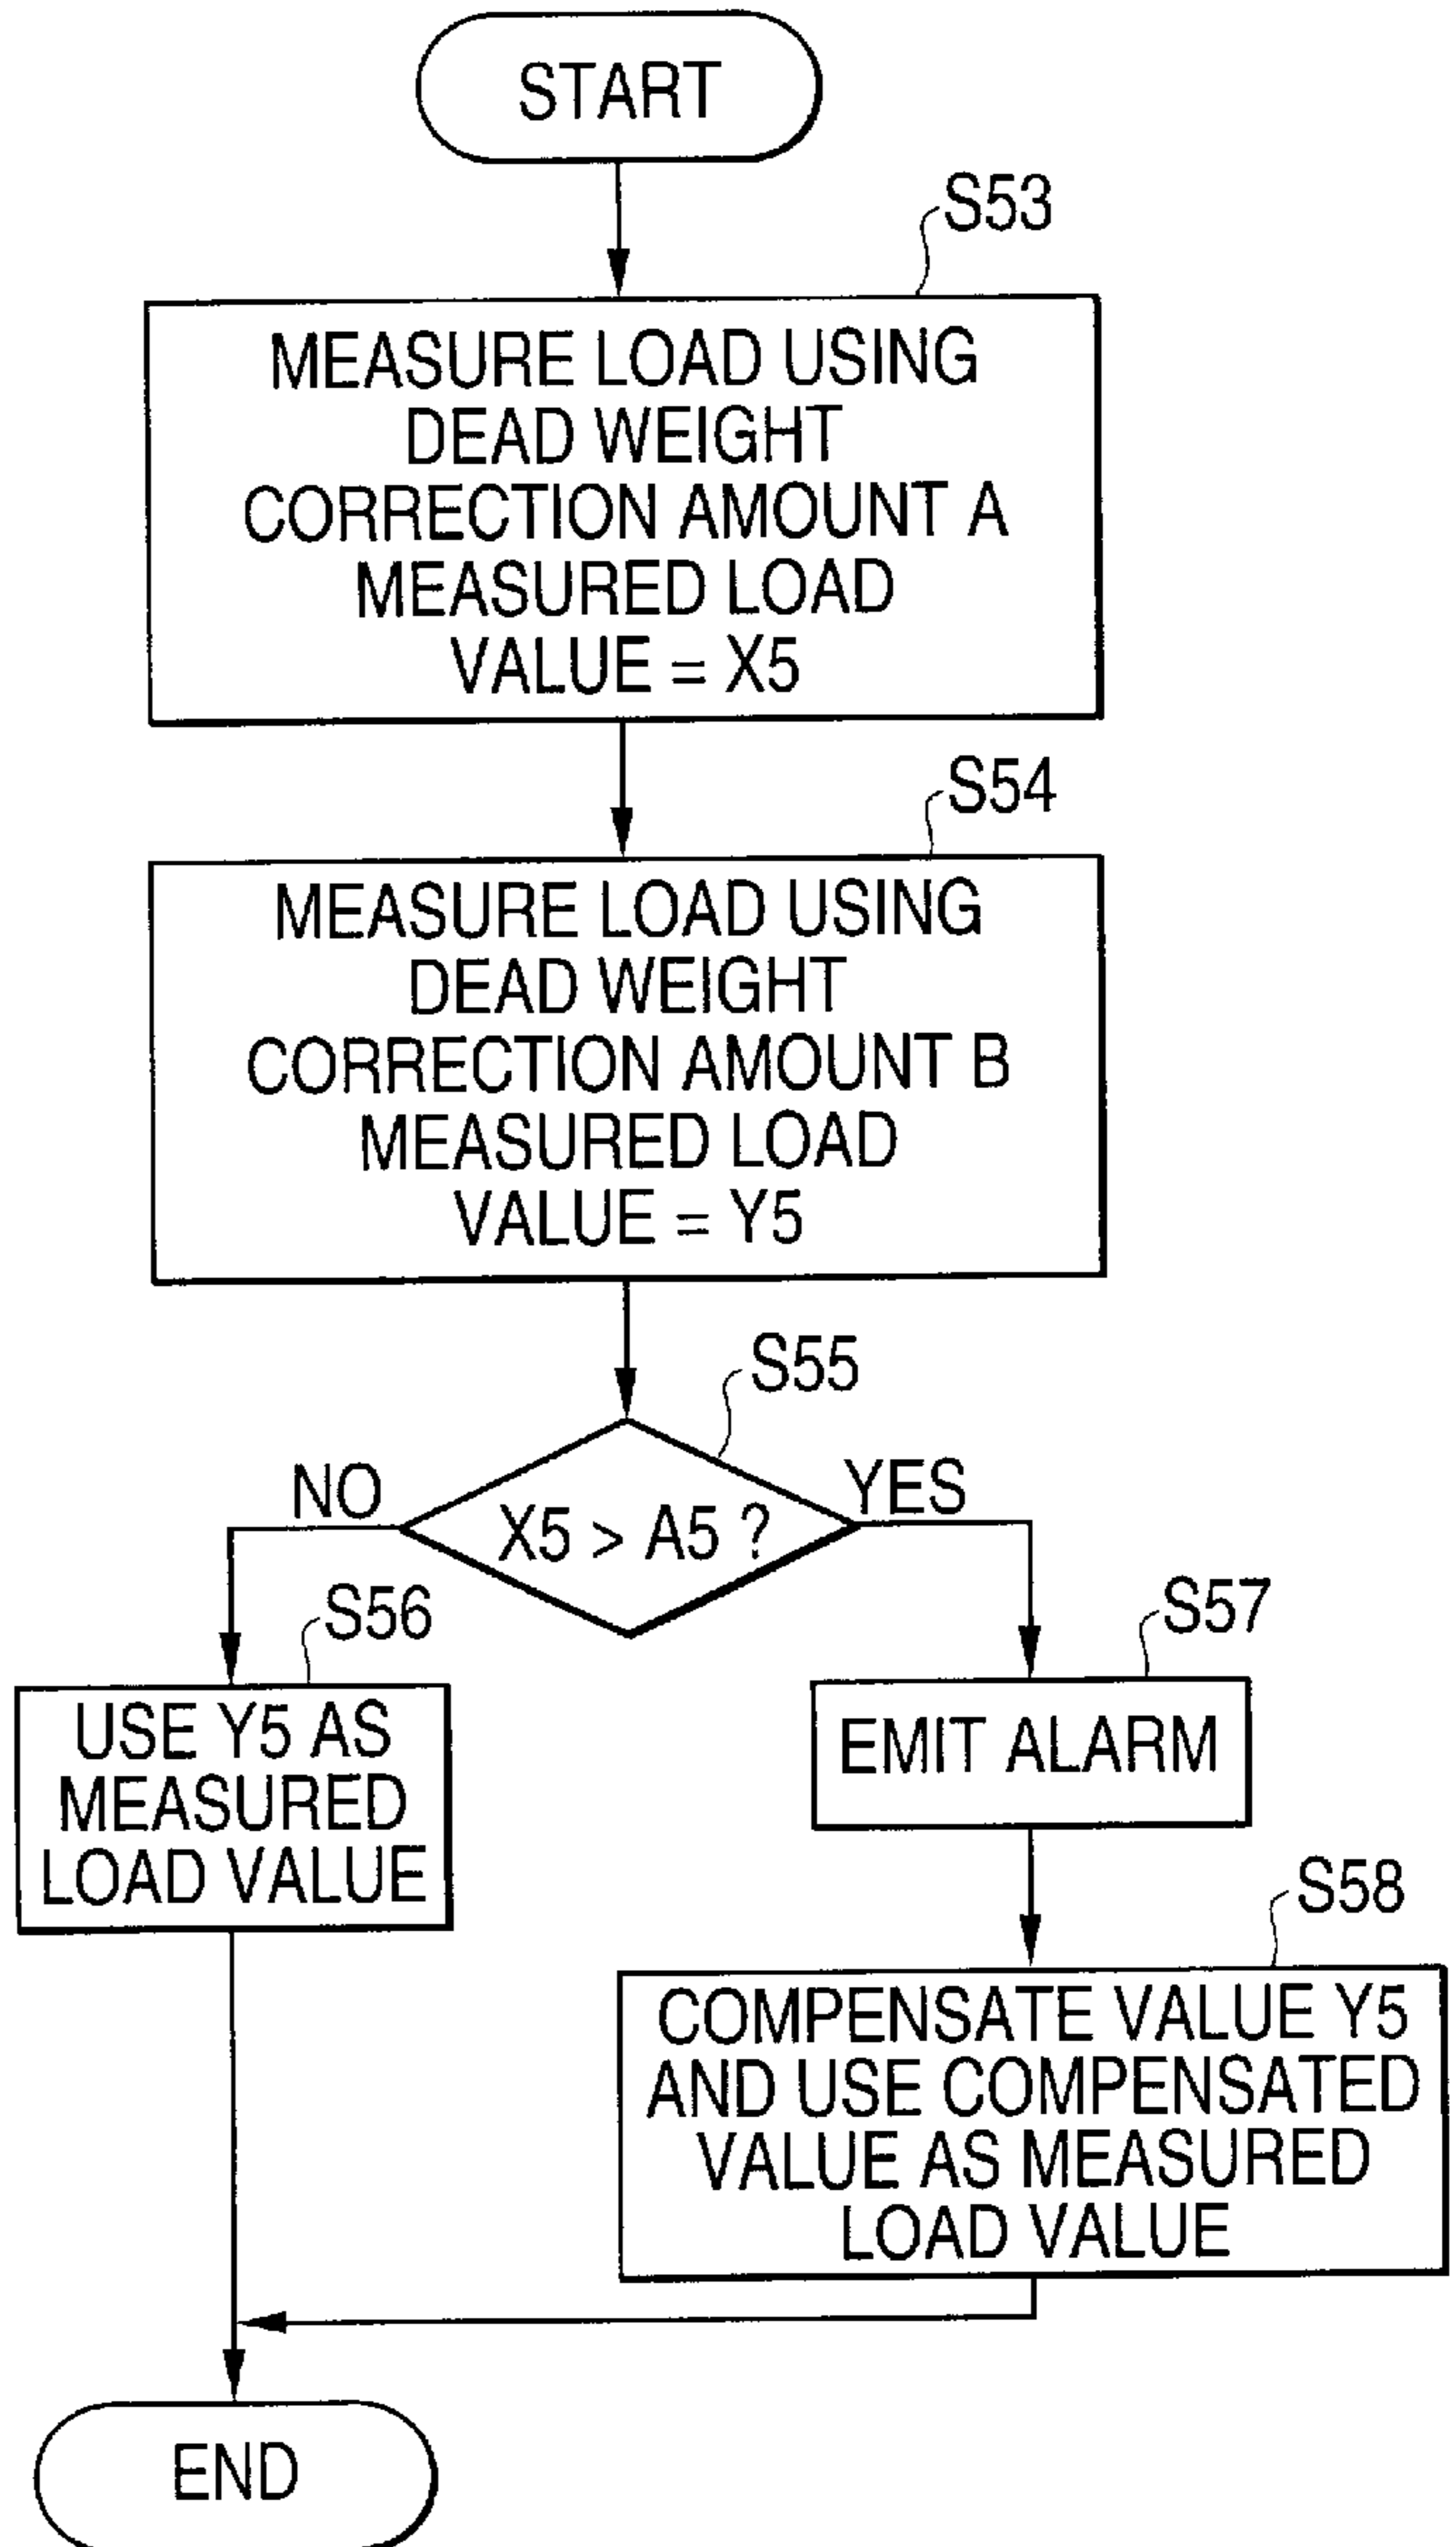 START
S53
MEASURE LOAD USING
DEAD WEIGHT
CORRECTION AMOUNT A
MEASURED LOAD
VALUE = X5
S54
MEASURE LOAD USING
DEAD WEIGHT
CORRECTION AMOUNT B
MEASURED LOAD
VALUE = Y5
S55
NO
YES
X5 > A5 ?
S56
USE Y5 AS
MEASURED
LOAD VALUE
S57
EMIT ALARM
S58
COMPENSATE VALUE Y5
AND USE COMPENSATED
VALUE AS MEASURED
LOAD VALUE
END